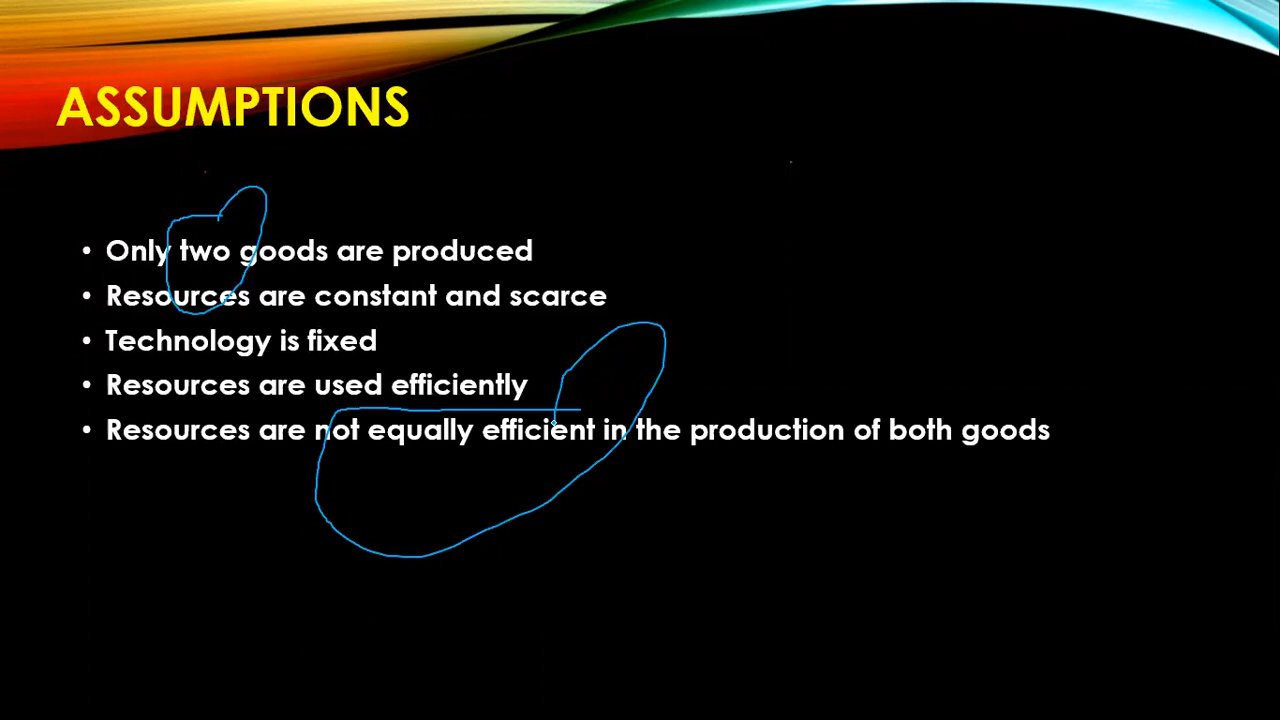 ASSUMPTIONS
• Only two goods are produced
• Resources are constant and scarce
• Technology is fixed
• Resources are used efficiently
• Resources are not equally efficient in the production of both goods